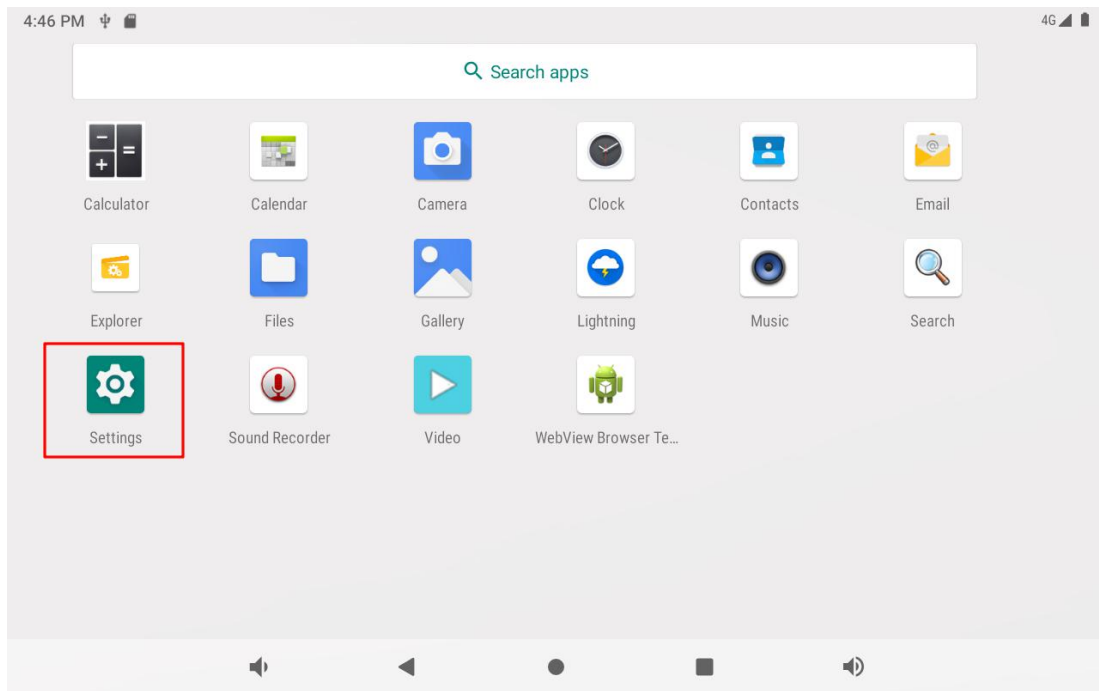 4:46 PM 4G
Search apps
Calculator Calendar Camera Clock Contacts Email
Explorer Files Gallery Lightning Music Search
Settings Sound Recorder Video WebView Browser Te...